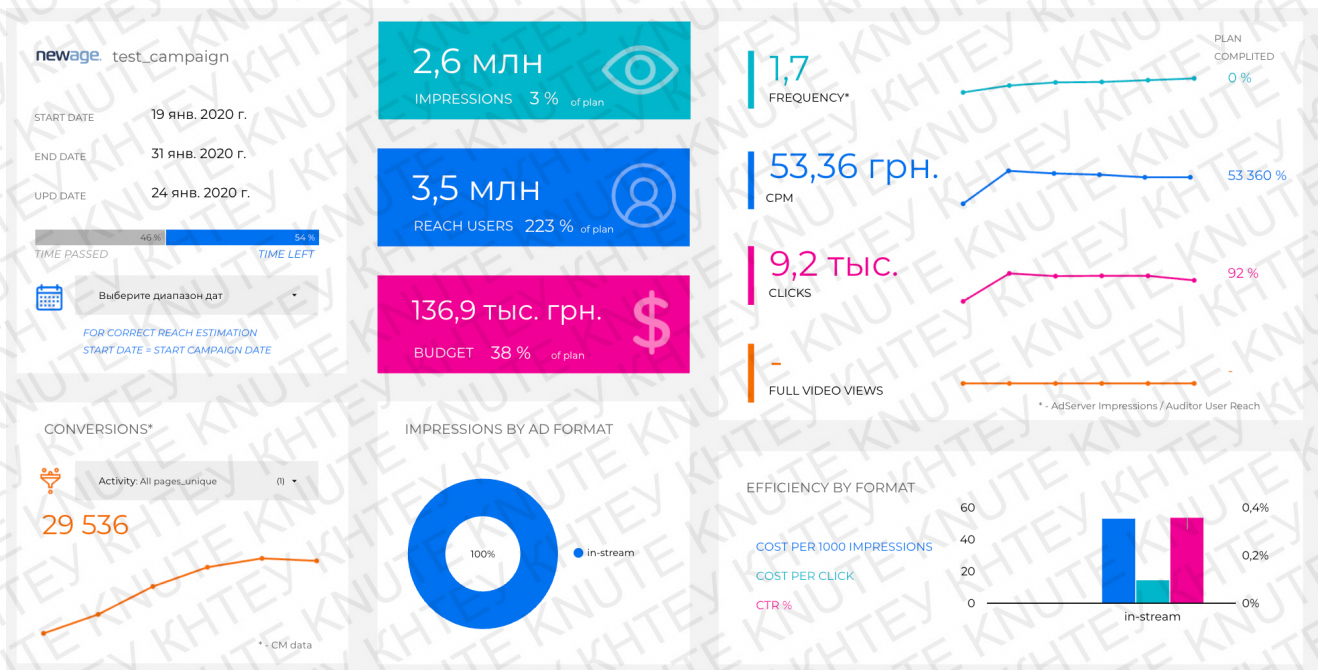 newage. test_campaign
START DATE 19 янв. 2020 г.
END DATE 31 янв. 2020 г.
UPD DATE 24 янв. 2020 г.
46 % 54 %
TIME PASSED TIME LEFT
Выберите диапазон дат
FOR CORRECT REACH ESTIMATION
START DATE = START CAMPAIGN DATE
2,6 млн
IMPRESSIONS 3 % of plan
3,5 млн
REACH USERS 223 % of plan
136,9 тыс. грн.
BUDGET 38 % of plan
PLAN
COMPLITED
1,7
0 %
FREQUENCY*
53,36 грн.
53 360 %
CPM
9,2 тыс.
92 %
CLICKS
-
-
FULL VIDEO VIEWS
* - AdServer Impressions / Auditor User Reach
CONVERSIONS*
Activity: All pages_unique (1)
29 536
* - CM data
IMPRESSIONS BY AD FORMAT
100%
in-stream
EFFICIENCY BY FORMAT
COST PER 1000 IMPRESSIONS
COST PER CLICK
CTR %
60
40
20
0
0,4%
0,2%
0%
in-stream
KNUTEY KHTEY KNUTEY KHTEY